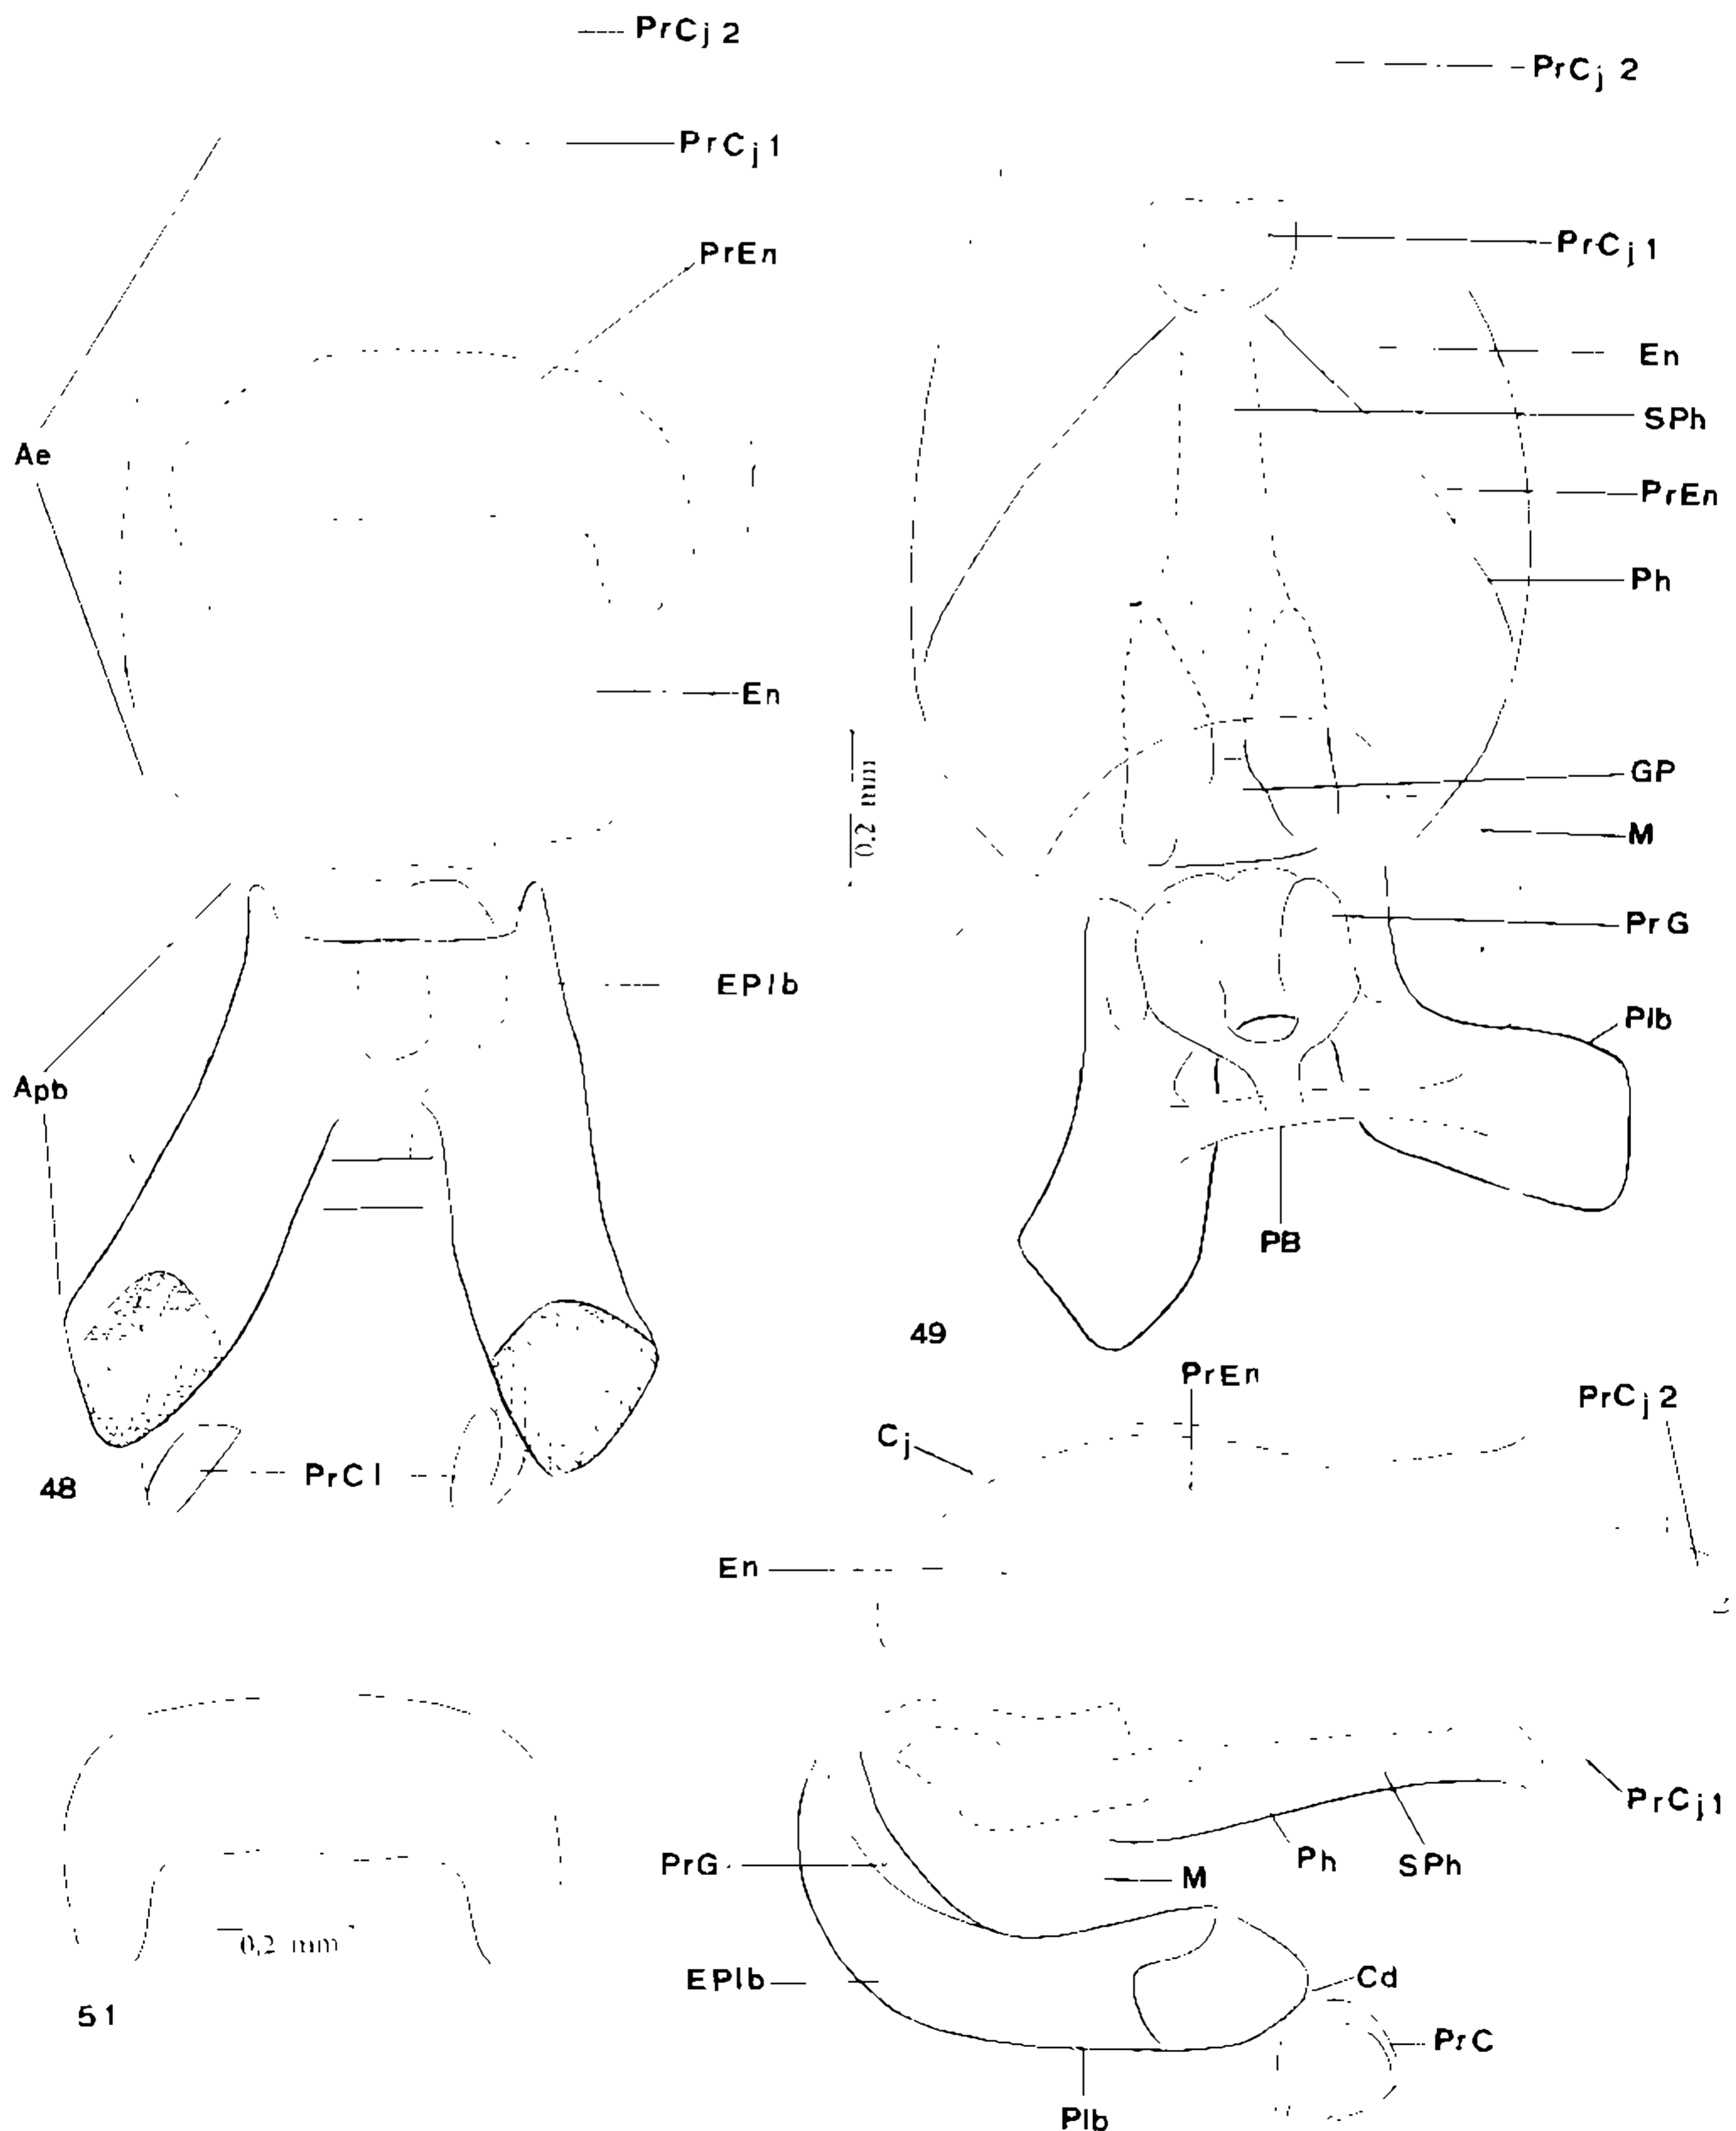 PrCj 2
PrCj 1
PrEn
Ae
En
EPlb
Apb
PrCl
48
PrCj 2
PrCj 1
En
SPh
PrEn
Ph
GP
M
PrG
Plb
PB
0.2 mm
49
PrEn
PrCj 2
Cj
En
PrCj 1
Ph
SPh
PrG
M
EPlb
Cd
PrC
Plb
0,2 mm
51